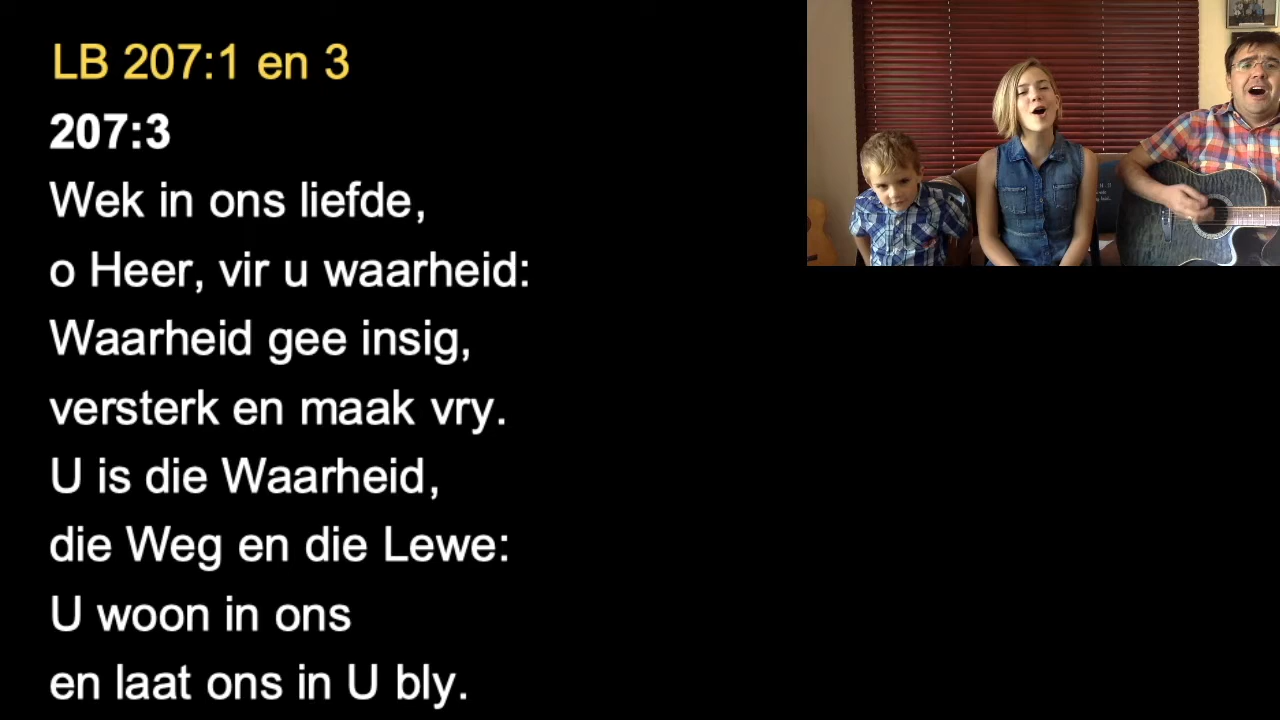 LB 207:1 en 3
207:3
Wek in ons liefde,
o Heer, vir u waarheid:
Waarheid gee insig,
versterk en maak vry.
U is die Waarheid,
die Weg en die Lewe:
U woon in ons
en laat ons in U bly.